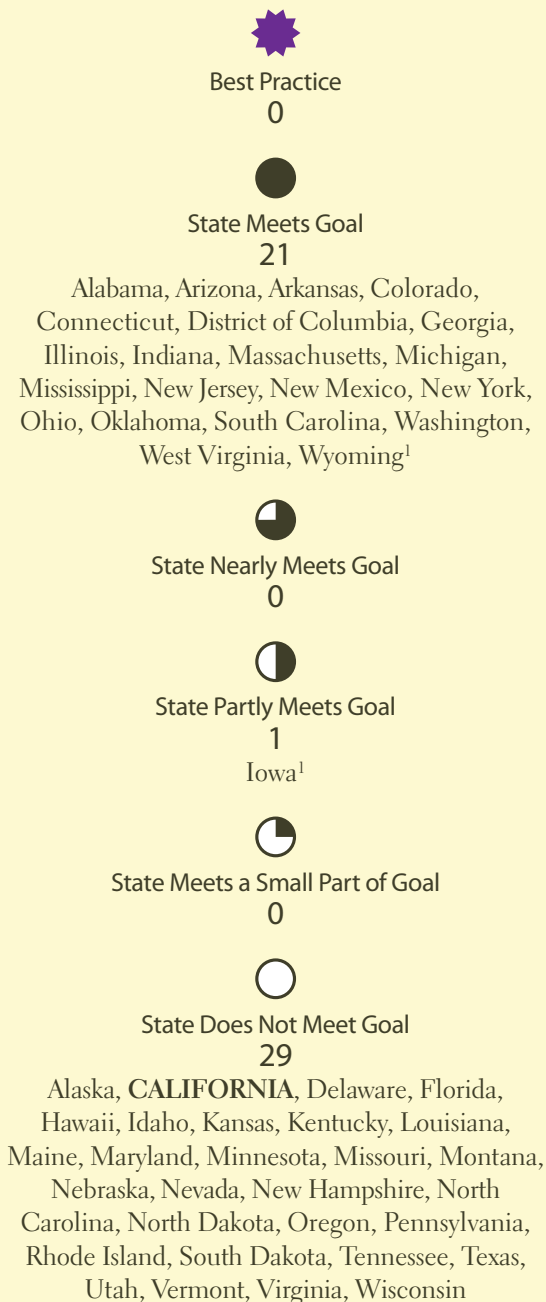 Best Practice
0
State Meets Goal
21
Alabama, Arizona, Arkansas, Colorado,
Connecticut, District of Columbia, Georgia,
Illinois, Indiana, Massachusetts, Michigan,
Mississippi, New Jersey, New Mexico, New York,
Ohio, Oklahoma, South Carolina, Washington,
West Virginia, Wyoming¹
State Nearly Meets Goal
0
State Partly Meets Goal
1
Iowa¹
State Meets a Small Part of Goal
0
State Does Not Meet Goal
29
Alaska, CALIFORNIA, Delaware, Florida,
Hawaii, Idaho, Kansas, Kentucky, Louisiana,
Maine, Maryland, Minnesota, Missouri, Montana,
Nebraska, Nevada, New Hampshire, North
Carolina, North Dakota, Oregon, Pennsylvania,
Rhode Island, South Dakota, Tennessee, Texas,
Utah, Vermont, Virginia, Wisconsin